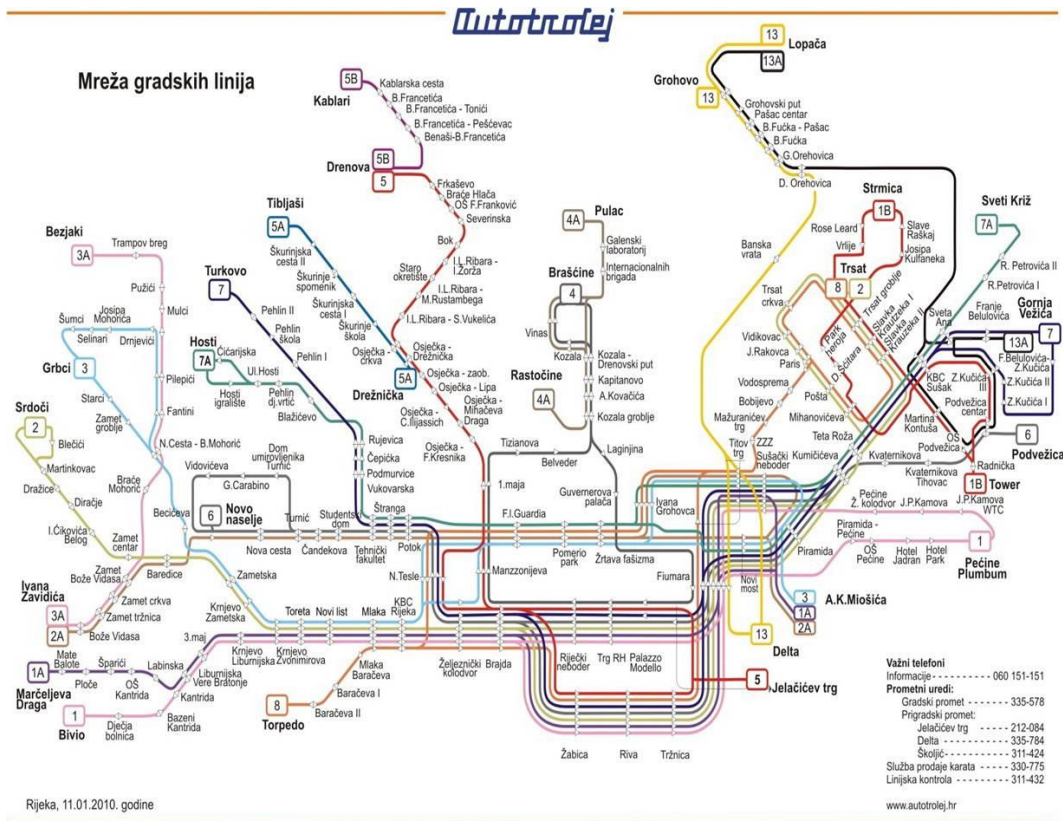 autotrolej
Mreža gradskih linija
13
Lopača
13A
Grohovo
13
Grohovski put
Pašac centar
B.Fučka - Pašac
B.Fučka
G.Orehovica
D. Orehovica
5B
Kablari
Kablarska cesta
B.Francetića
B.Francetića - Tonići
B.Francetića - Pešćevac
Benaši-B.Francetića
Drenova
5B
5
Frkaševo
Braće Hlača
OŠ F.Franković
Severinska
Bok
I.L.Ribara -
I.Zorža
Staro
okretište
I.L.Ribara -
M.Rustambega
I.L.Ribara - S.Vukelića
Tibljaši
5A
Škurinjska
cesta II
Škurinje
spomenik
Škurinjska
cesta I
Škurinje
škola
Osječka -
crkva
Osječka -
Drežnička
5A
Drežnička
Osječka - zaob.
Osječka - Lipa
Osječka -
Mihačeva
Draga
Osječka -
C.Ilijassich
Osječka -
F.Kresnika
1.maja
4A
Pulac
Galenski
laboratorij
Internacionalnih
brigada
Brašćine
4
Vinas
Kozala
Kozala -
Drenovski put
Kapitanovo
A.Kovačića
Kozala groblje
Rastočine
4A
Tizianova
Belveder
Laginjina
Guvernerova
palača
Strmica
1B
Rose Leard
Vrlije
Slave
Raškaj
Josipa
Kulfaneka
Trsat
8
2
Trsat groblje
Slavka
Krautzeka I
Slavka
Krauzeka II
Park
heroja
D.Šćitara
Banska
vrata
Trsat
crkva
Vidikovac
J.Rakovca
Paris
Vodosprema
Bobijevo
Mažuranićev
trg
Pošta
Mihanovićeva
Titov
trg
ZZZ
Sušački
neboder
Teta Roža
Kumičićeva
Sveti Križ
7A
R. Petrovića II
R.Petrovića I
Sveta
Ana
Franje
Belulovića
Gornja
Vežica
7
13A
F.Belulovića-
Z.Kučića
Z.Kučića II
Z.Kučića I
Z.Kučića
III
KBC
Sušak
Podvežica
centar
Martina
Kontuša
OŠ
Podvežica
6
Podvežica
Kvaternikova
Kvaternikova
Tihovac
Radnička
1B
Tower
Pećine
Ž. kolodvor
J.P.Kamova
J.P.Kamova
WTC
Piramida -
Pećine
Piramida
OŠ
Pećine
Hotel
Jadran
Hotel
Park
1
Pećine
Plumbum
Bezjaki
3A
Trampov breg
Pužići
Mulci
Šumci
Josipa
Mohorića
Selinari
Drnjevići
Pilepići
Fantini
N.Cesta - B.Mohorić
Braće
Mohorić
Grbci
3
Starci
Zamet
groblje
Bećićeva
Srdoči
2
Blečići
Martinkovac
Dražice
Diračje
I.Čikovića
Belog
Zamet
centar
Turkovo
7
Pehlin II
Pehlin
škola
Pehlin I
Hosti
7A
Čićarijska
Ul.Hosti
Hosti
igralište
Pehlin
dj.vrtić
Blažićevo
Rujevica
Čepićka
Podmurvice
Vukovarska
Štranga
Dom
umirovljenika
Turnić
Vidovićeva
G.Carabino
6
Novo
naselje
Turnić
Studentski
dom
Nova cesta
Čandekova
Tehnički
fakultet
Potok
F.I.Guardia
Ivana
Grohovca
Pomerio
park
Žrtava fašizma
Manzzonijeva
Fiumara
Novi
most
3
1A
2A
A.K.Miošića
13
Delta
Ivana
Zavidića
3A
2A
Zamet
Bože Vidasa
Baredice
Zamet crkva
Zamet tržnica
Bože Vidasa
Zametska
Krnjevo
Zametska
Toreta
Novi list
Mlaka
N.Tesle
KBC
Rijeka
3.maj
Krnjevo
Liburnijska
Krnjevo
Zvonimirova
Mlaka
Baračeva
Baračeva I
Baračeva II
8
Torpedo
Željeznički
kolodvor
Brajda
Riječki
neboder
Trg RH
Palazzo
Modello
5
Jelačićev trg
Žabica
Riva
Tržnica
1A
Marčeljeva
Draga
Mate
Balote
Ploče
Šparići
OŠ
Kantrida
Labinska
Liburnijska
Vere Bratonje
Kantrida
Bazeni
Kantrida
Dječja
bolnica
1
Bivio
Važni telefoni
Informacije - - - - - - - - - - 060 151-151
Prometni uredi:
Gradski promet - - - - - - - 335-578
Prigradski promet:
Jelačićev trg - - - - - - - 212-084
Delta - - - - - - - 335-784
Školjić - - - - - - - 311-424
Služba prodaje karata - - - - - 330-775
Linijska kontrola - - - - - - - 311-432
Rijeka, 11.01.2010. godine
www.autotrolej.hr